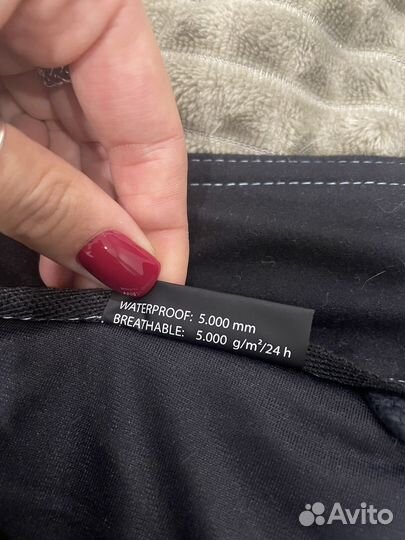 WATERPROOF: 5.000 mm
BREATHABLE: 5.000 g/m²/24 h
Avito